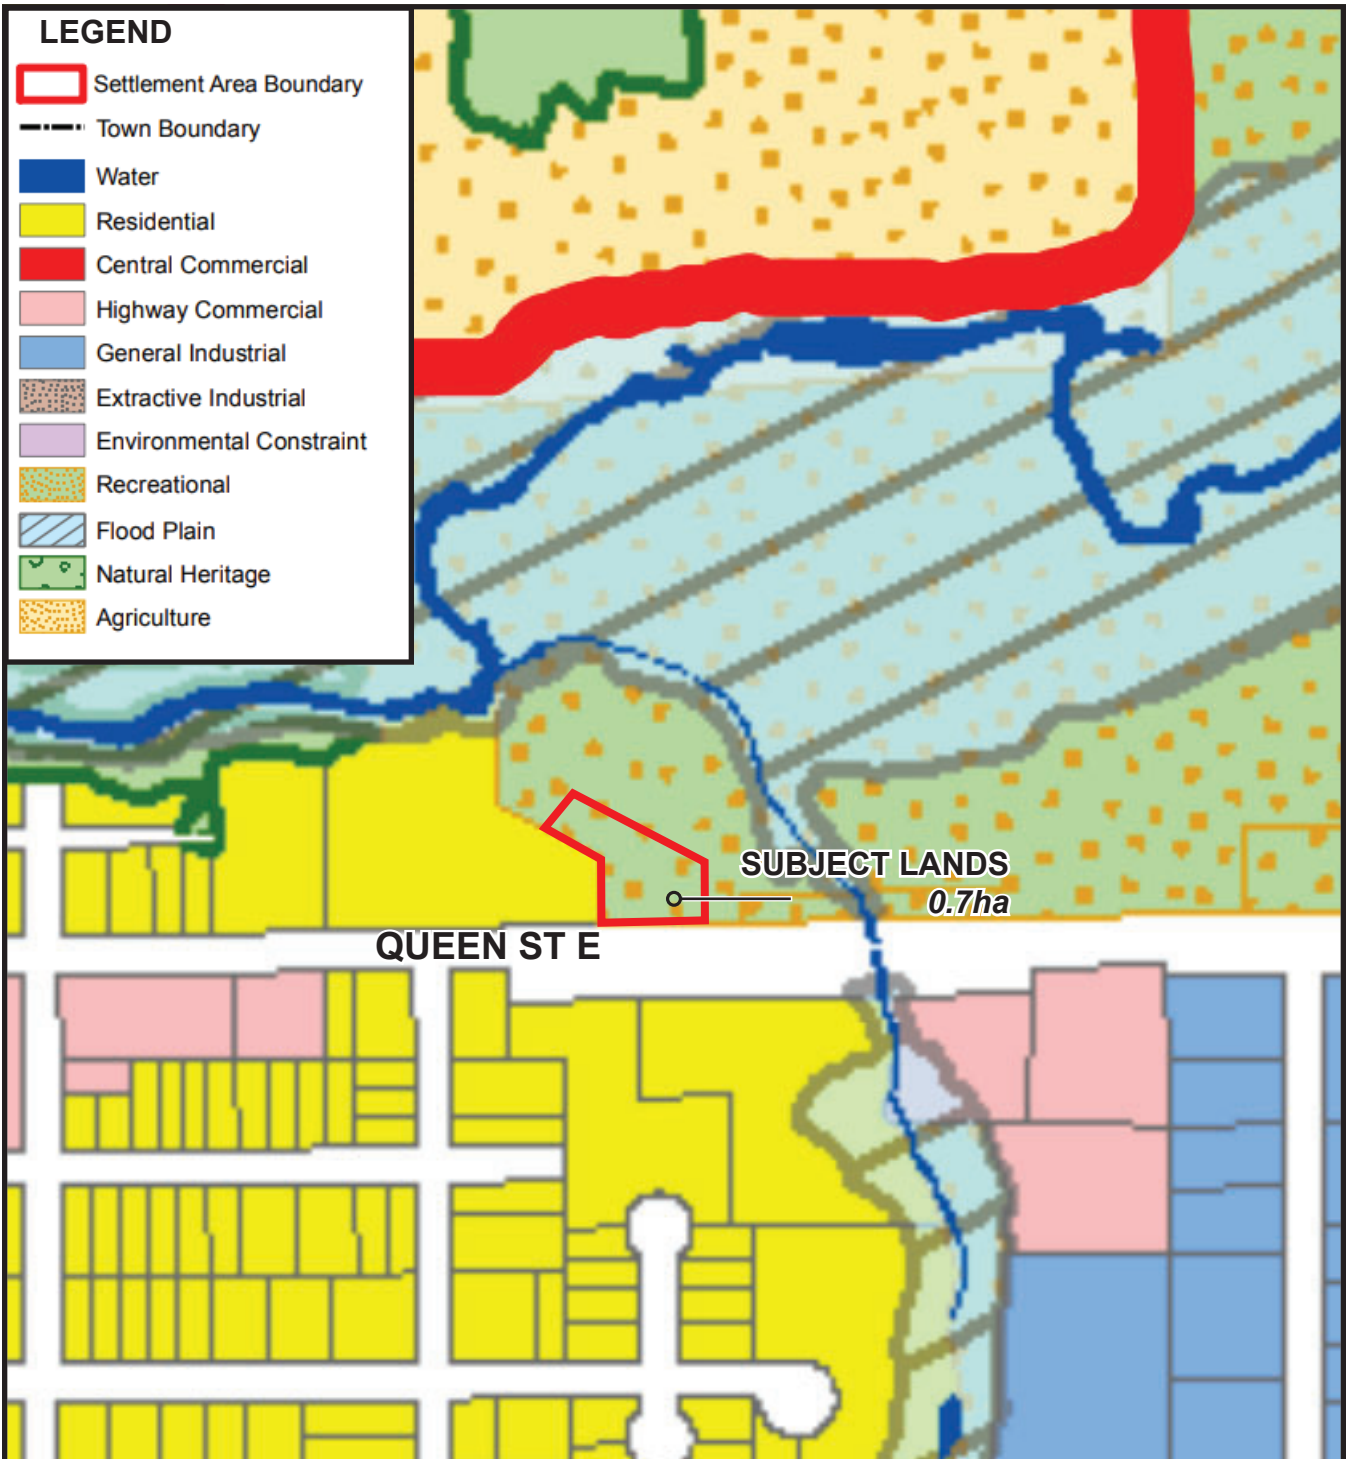 LEGEND
Settlement Area Boundary
Town Boundary
Water
Residential
Central Commercial
Highway Commercial
General Industrial
Extractive Industrial
Environmental Constraint
Recreational
Flood Plain
Natural Heritage
Agriculture
SUBJECT LANDS
0.7ha
QUEEN ST E